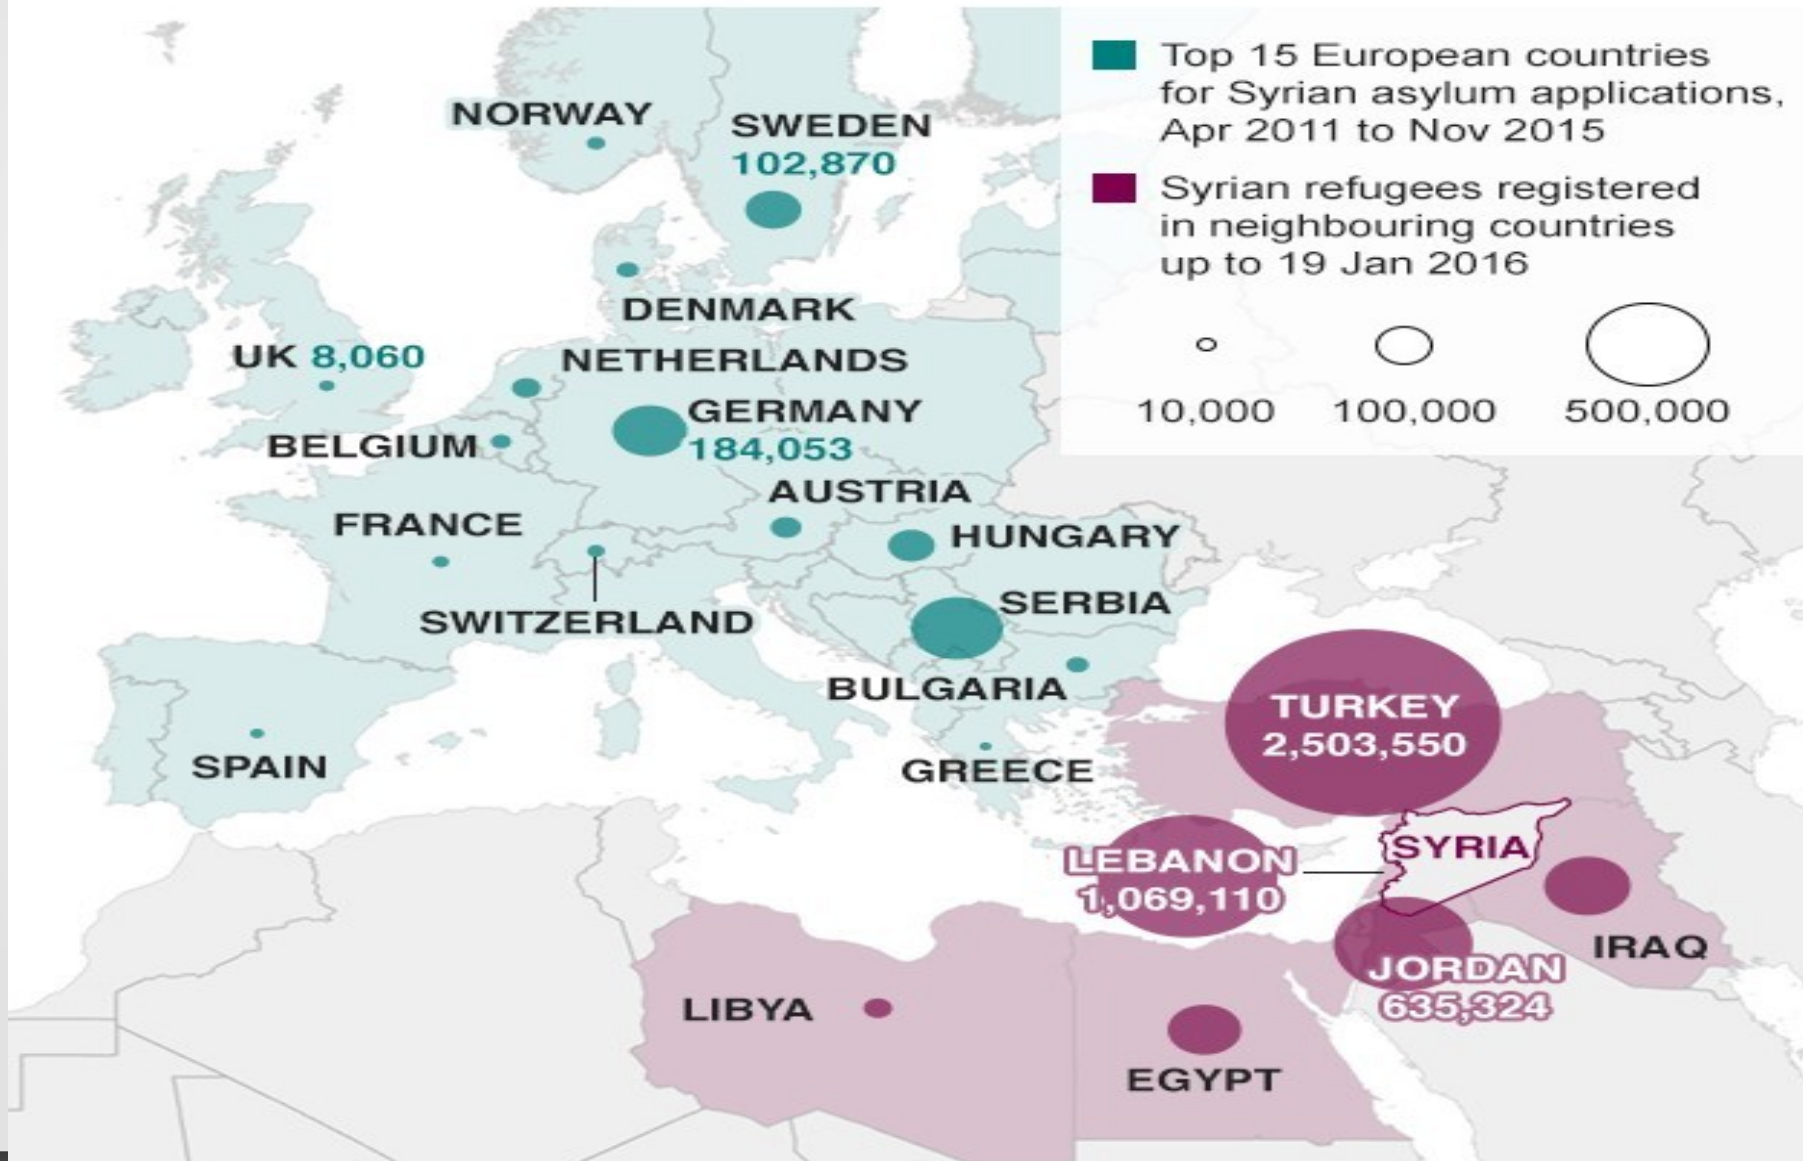 Top 15 European countries
for Syrian asylum applications,
Apr 2011 to Nov 2015
Syrian refugees registered
in neighbouring countries
up to 19 Jan 2016
10,000 100,000 500,000
NORWAY
SWEDEN
102,870
DENMARK
UK 8,060
NETHERLANDS
GERMANY
184,053
BELGIUM
AUSTRIA
FRANCE
HUNGARY
SWITZERLAND
SERBIA
BULGARIA
SPAIN
GREECE
TURKEY
2,503,550
SYRIA
LEBANON
1,069,110
IRAQ
JORDAN
635,324
LIBYA
EGYPT